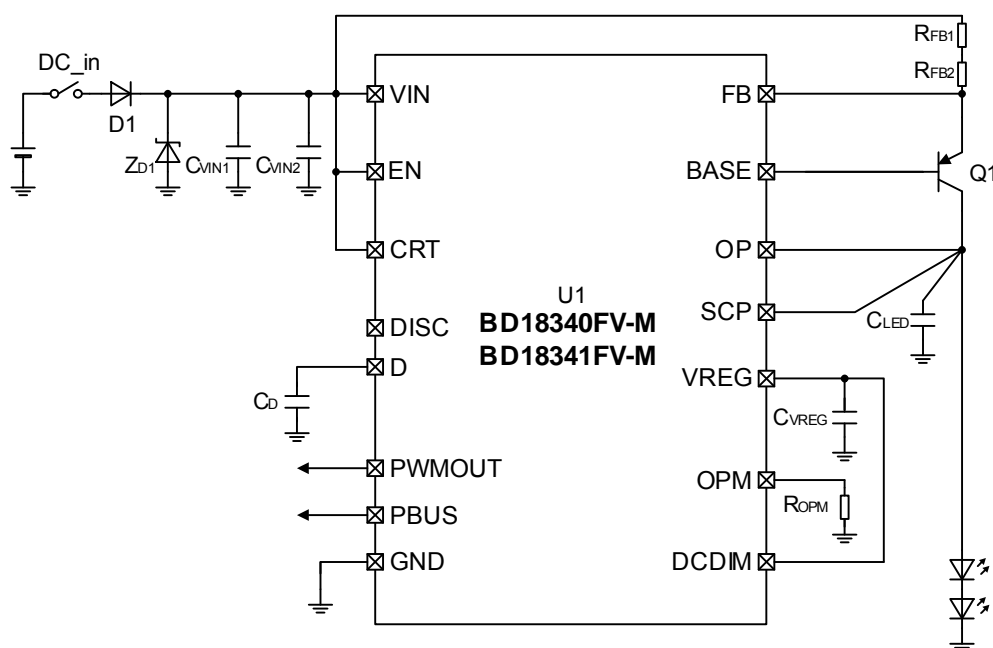 RFB1
DC_in
RFB2
VIN
FB
D1
ZD1
CVIN1
CVIN2
EN
BASE
Q1
CRT
OP
U1
BD18340FV-M
BD18341FV-M
DISC
SCP
CLED
D
VREG
CD
CVREG
PWMOUT
OPM
ROPM
PBUS
GND
DCDIM